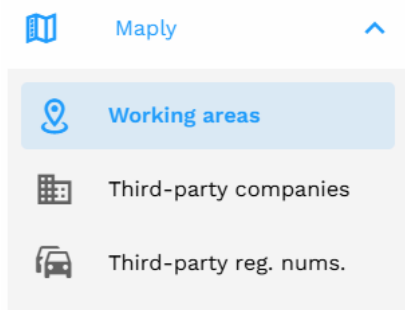 Maply
Working areas
Third-party companies
Third-party reg. nums.